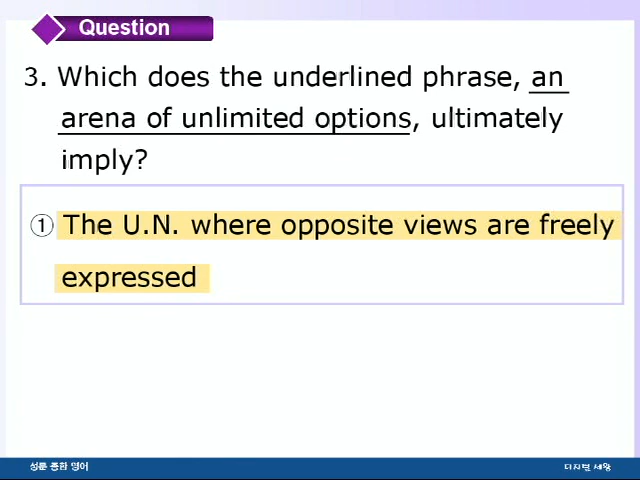 Question
3. Which does the underlined phrase, an
arena of unlimited options, ultimately
imply?
① The U.N. where opposite views are freely
expressed
성문 종합 영어
디지털 세왕